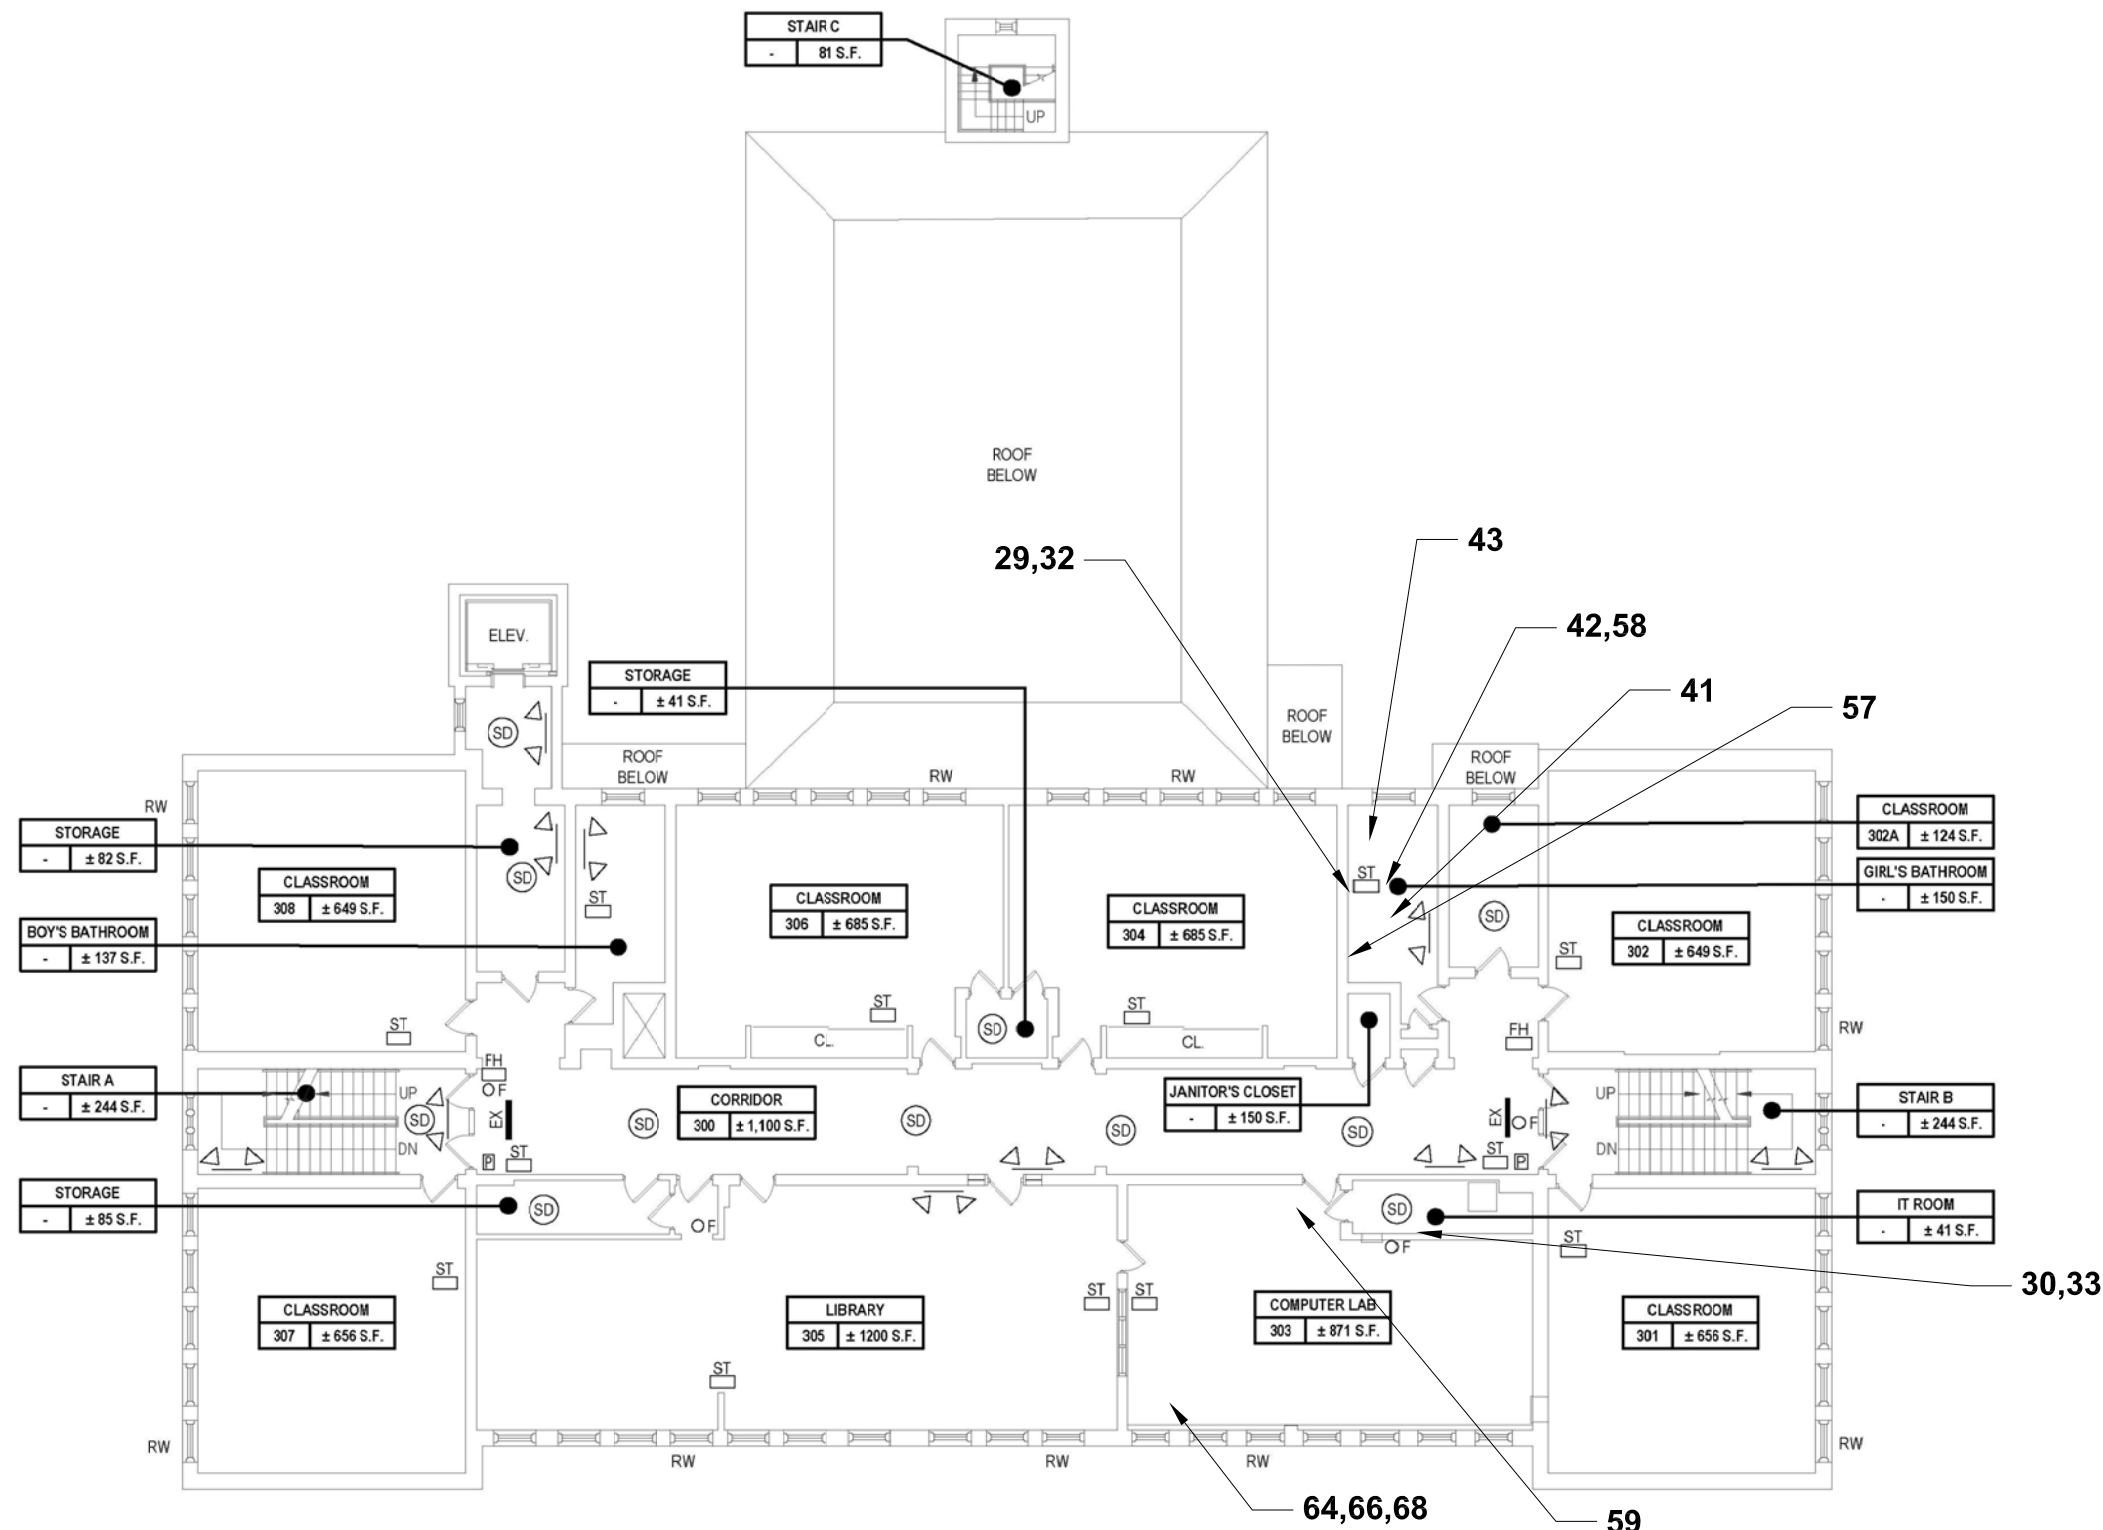 STAIR C
- 81 S.F.
UP
ROOF
BELOW
43
29,32
42,58
ELEV.
STORAGE
- ± 41 S.F.
41
57
SD
ROOF
BELOW
ROOF
BELOW
ROOF
BELOW
RW
RW
RW
STORAGE
- ± 82 S.F.
CLASSROOM
302A ± 124 S.F.
SD
ST
ST
GIRL'S BATHROOM
- ± 150 S.F.
CLASSROOM
308 ± 649 S.F.
CLASSROOM
306 ± 685 S.F.
CLASSROOM
304 ± 685 S.F.
SD
CLASSROOM
302 ± 649 S.F.
BOY'S BATHROOM
- ± 137 S.F.
ST
ST
ST
ST
SD
CL.
CL.
FH
RW
FH
F
STAIR A
- ± 244 S.F.
UP
DN
SD
EX
P
ST
SD
CORRIDOR
300 ± 1,100 S.F.
SD
SD
JANITOR'S CLOSET
- ± 150 S.F.
SD
EX
F
ST
P
UP
DN
STAIR B
- ± 244 S.F.
STORAGE
- ± 85 S.F.
SD
F
SD
F
IT ROOM
- ± 41 S.F.
ST
ST
ST
ST
30,33
CLASSROOM
307 ± 656 S.F.
LIBRARY
305 ± 1200 S.F.
COMPUTER LAB
303 ± 871 S.F.
CLASSROOM
301 ± 656 S.F.
ST
RW
RW
RW
RW
RW
64,66,68
59